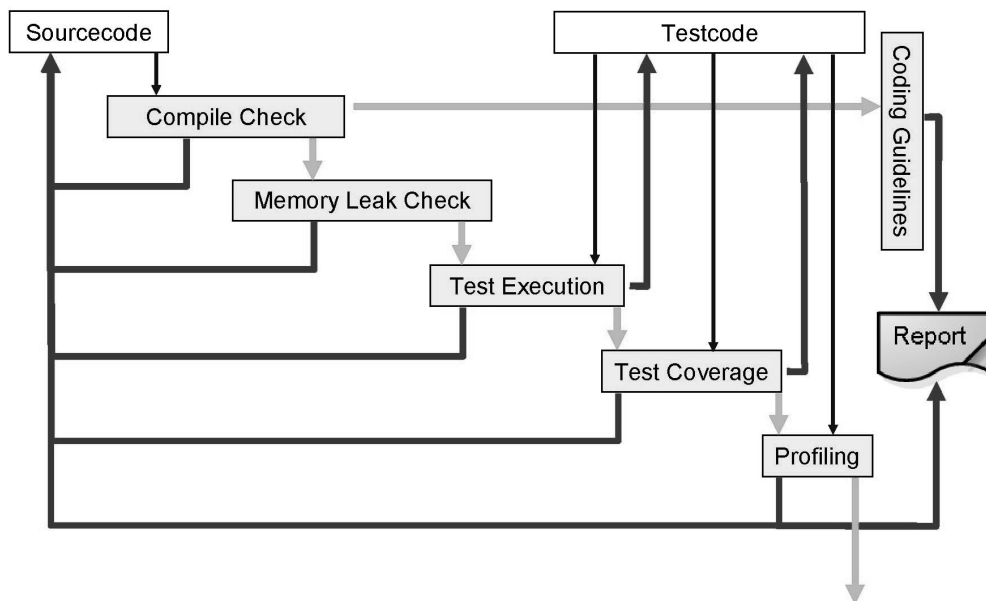 Sourcecode
Testcode
Compile Check
Coding Guidelines
Memory Leak Check
Test Execution
Report
Test Coverage
Profiling